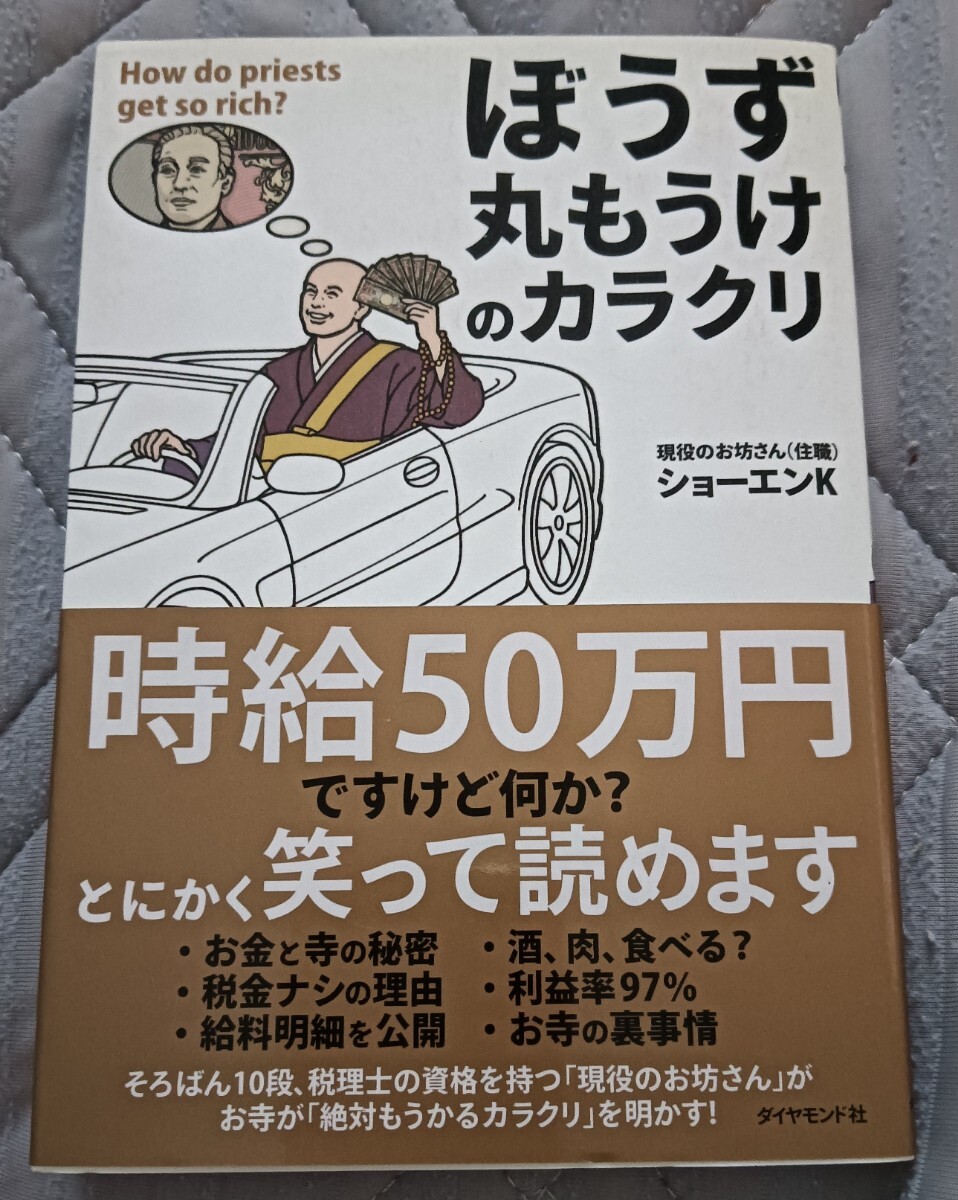 How do priests
get so rich?
ぼうず
丸もうけ
のカラクリ
現役のお坊さん(住職)
ショーエンK
時給50万円
ですけど何か?
とにかく笑って読めます
・お金と寺の秘密 ・酒、肉、食べる?
・税金ナシの理由 ・利益率97%
・給料明細を公開 ・お寺の裏事情
そろばん10段、税理士の資格を持つ「現役のお坊さん」が
お寺が「絶対もうかるカラクリ」を明かす!
ダイヤモンド社